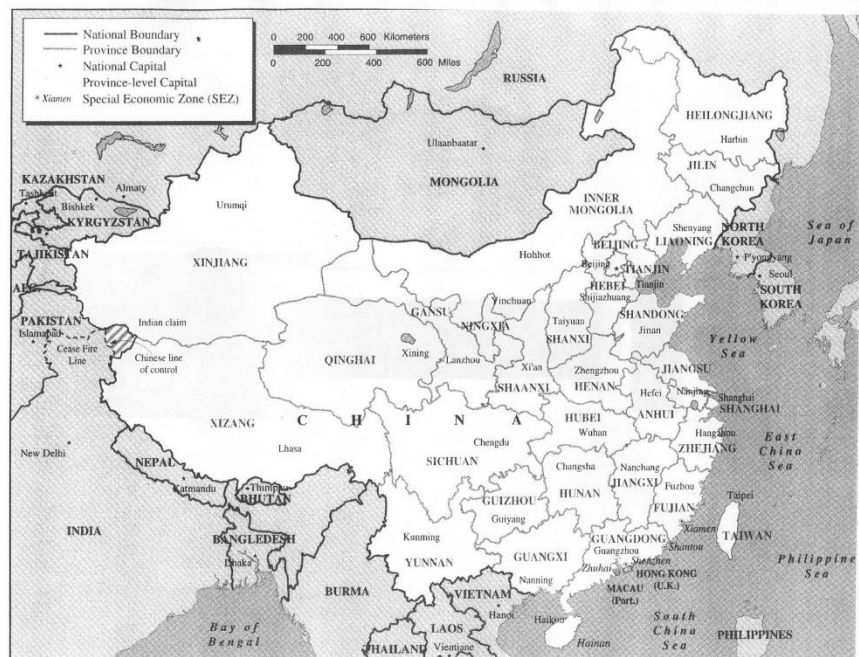 National Boundary
Province Boundary
National Capital
Province-level Capital
Xiamen Special Economic Zone (SEZ)
0 200 400 600 Kilometers
0 200 400 600 Miles
RUSSIA
HEILONGJIANG
Harbin
Ulaanbaatar
MONGOLIA
JILIN
Changchun
KAZAKHSTAN
Tashkent
Almaty
Bishkek
KYRGYZSTAN
Urumqi
INNER
MONGOLIA
Shenyang
LIAONING
NORTH
KOREA
P'yongyang
Seoul
SOUTH
KOREA
Sea of
Japan
TAJIKISTAN
AFG
XINJIANG
Hohhot
BEIJING
Beijing
TIANJIN
Tianjin
HEBEI
Shijiazhuang
PAKISTAN
Islamabad
Cease Fire
Line
Indian claim
Chinese line
of control
GANSU
Yinchuan
NINGXIA
Taiyuan
SHANXI
SHANDONG
Jinan
Yellow
Sea
QINGHAI
Xining
Lanzhou
Xi'an
SHAANXI
Zhengzhou
HENAN
JIANGSU
Hefei
Nanjing
ANHUI
Shanghai
SHANGHAI
XIZANG
Lhasa
CHINA
Chengdu
SICHUAN
HUBEI
Wuhan
Hangzhou
ZHEJIANG
East
China
Sea
New Delhi
NEPAL
Katmandu
Thimphu
BHUTAN
Changsha
HUNAN
Nanchang
JIANGXI
GUIZHOU
Guiyang
Fuzhou
FUJIAN
Taipei
TAIWAN
INDIA
BANGLADESH
Dhaka
Kunming
YUNNAN
GUANGXI
Nanning
GUANGDONG
Guangzhou
Xiamen
Shantou
Shenzhen
Zhuhai
HONG KONG
(U.K.)
MACAU
(Port.)
Philippine
Sea
BURMA
VIETNAM
Hanoi
LAOS
Vientiane
THAILAND
Haikou
Hainan
Bay of
Bengal
South
China
Sea
PHILIPPINES